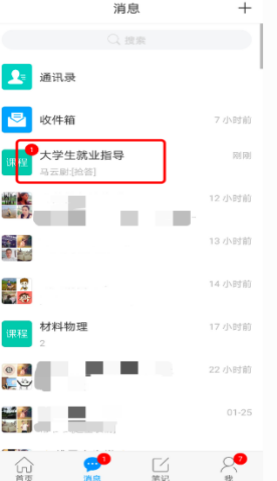 消息
+
搜索
通讯录
收件箱
7 小时前
1
课程
大学生就业指导
刚刚
马云尉:[抢答]
12 小时前
13 小时前
14 小时前
课程
材料物理
17 小时前
2
22 小时前
01-25
1
7
首页
消息
笔记
我